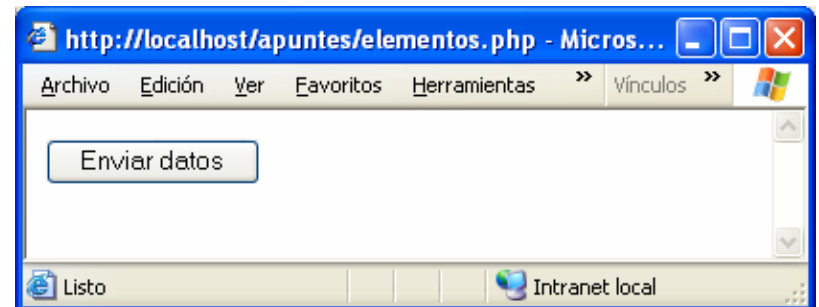 http://localhost/apuntes/elementos.php - Micros...
Archivo Edición Ver Favoritos Herramientas » Vínculos »
Enviar datos
Listo Intranet local